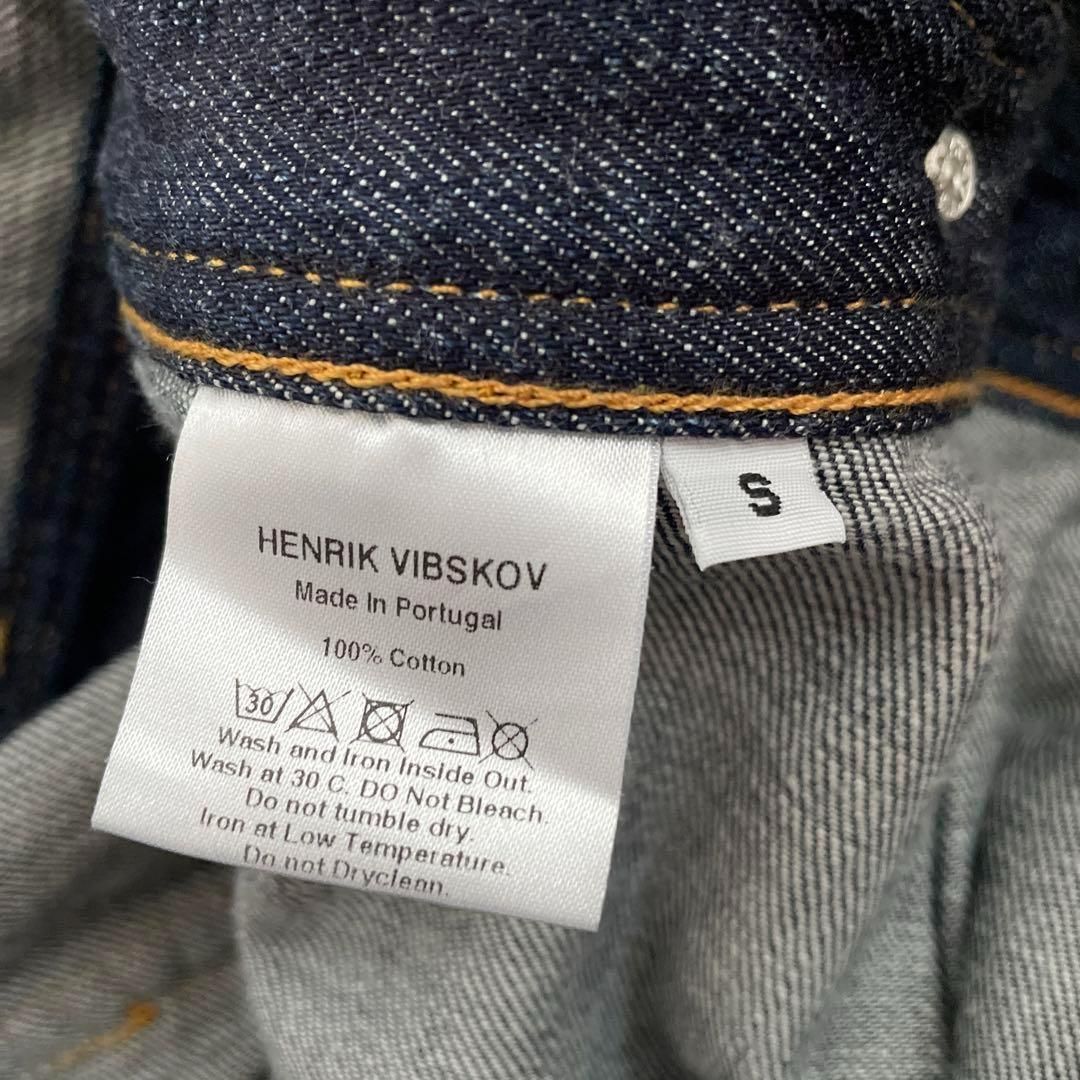 HENRIK VIBSKOV
Made In Portugal
100% Cotton
30
Wash and Iron Inside Out.
Wash at 30 C. DO Not Bleach.
Do not tumble dry.
Iron at Low Temperature.
Do not Dryclean.
S